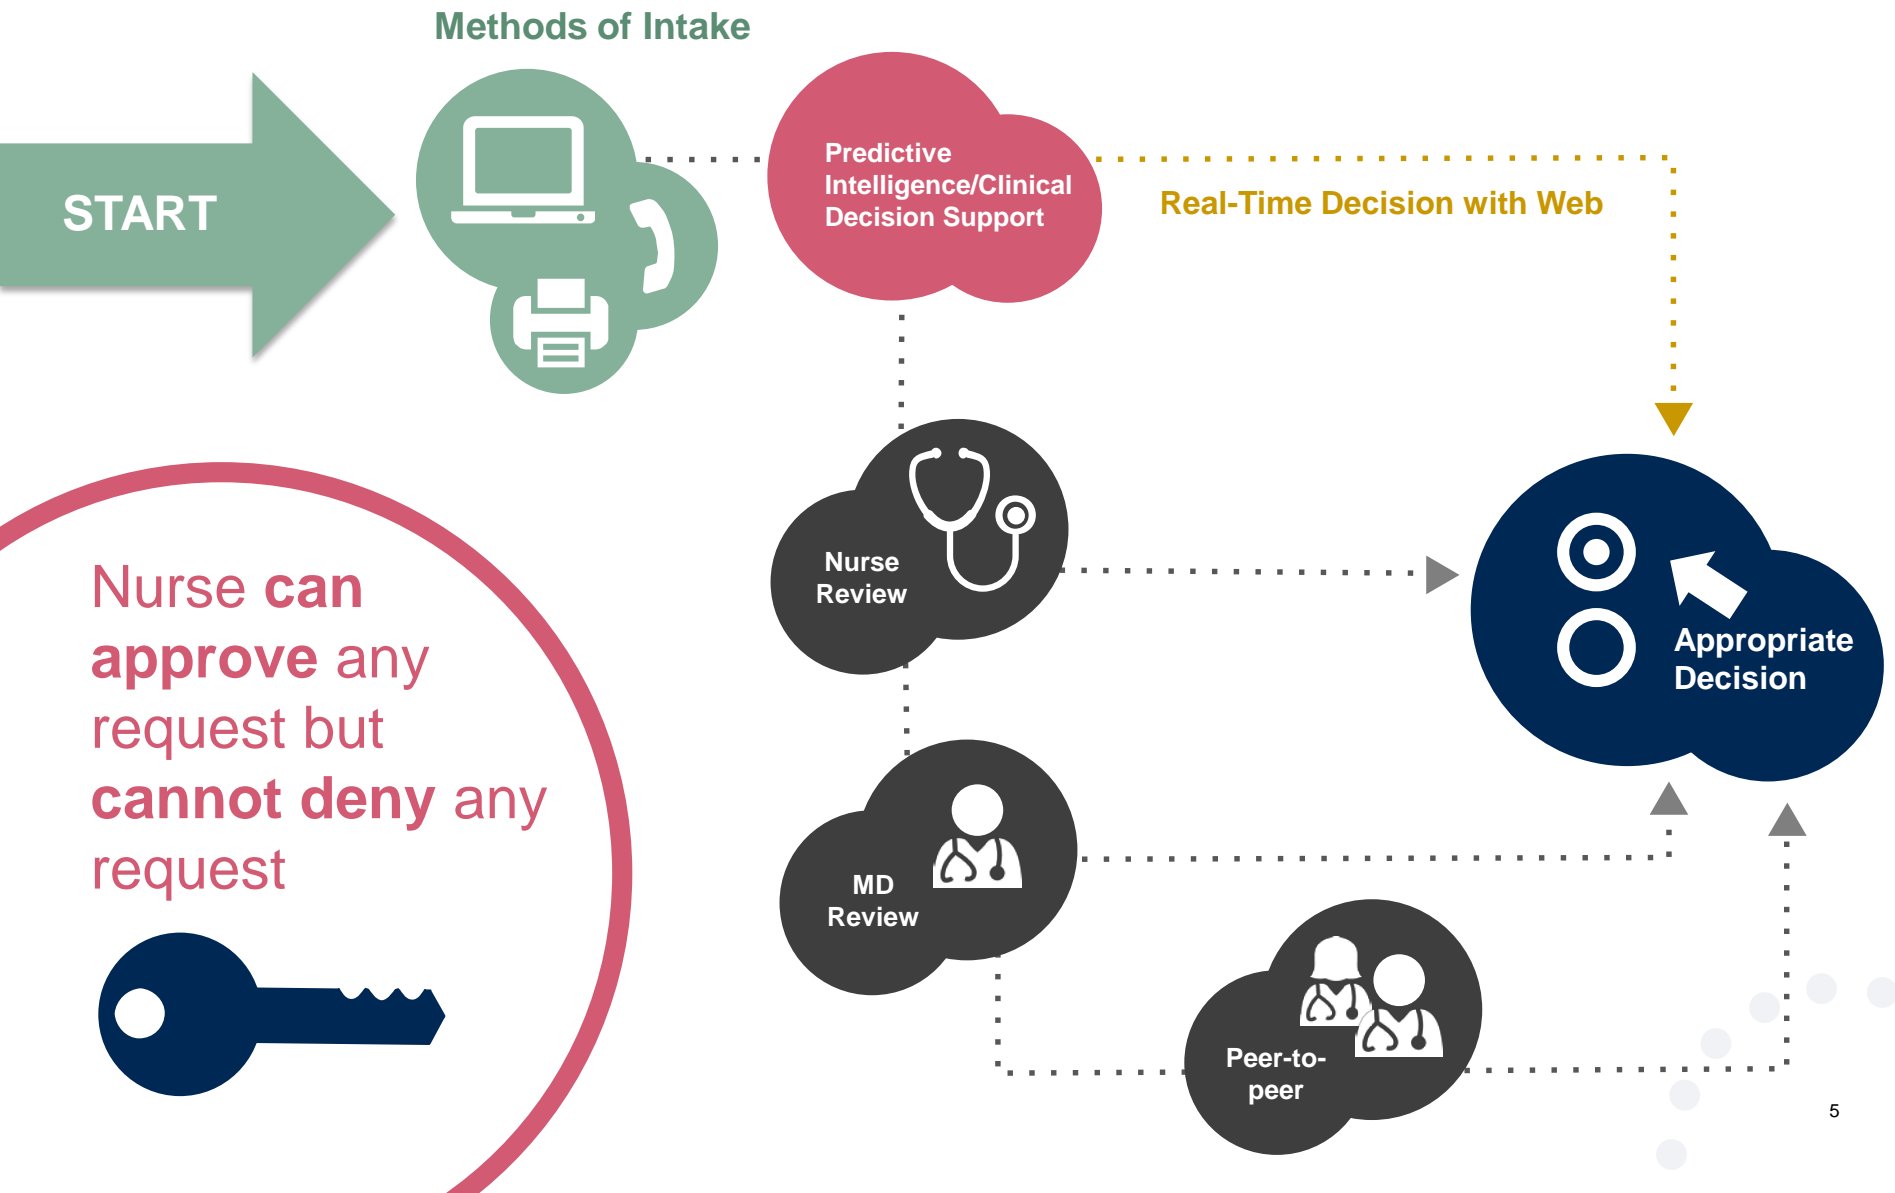 Methods of Intake
START
Predictive
Intelligence/Clinical
Decision Support
Real-Time Decision with Web
Nurse
Review
Nurse can
approve any
request but
cannot deny any
request
Appropriate
Decision
MD
Review
Peer-to-
peer
5